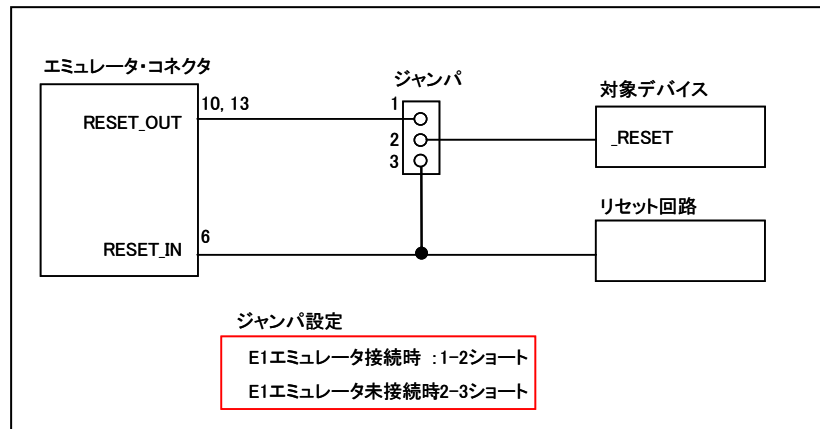 エミュレータ・コネクタ
ジャンパ
対象デバイス
RESET_OUT
10, 13
1
2
3
_RESET
リセット回路
RESET_IN
6
ジャンパ設定
E1エミュレータ接続時 :1-2ショート
E1エミュレータ未接続時2-3ショート